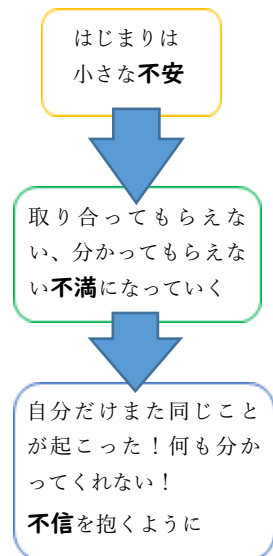 はじまりは
小さな不安
取り合ってもらえな
い、分かってもらえな
い不満になっていく
自分だけまた同じこと
が起こった！何も分か
ってくれない！
不信を抱くように